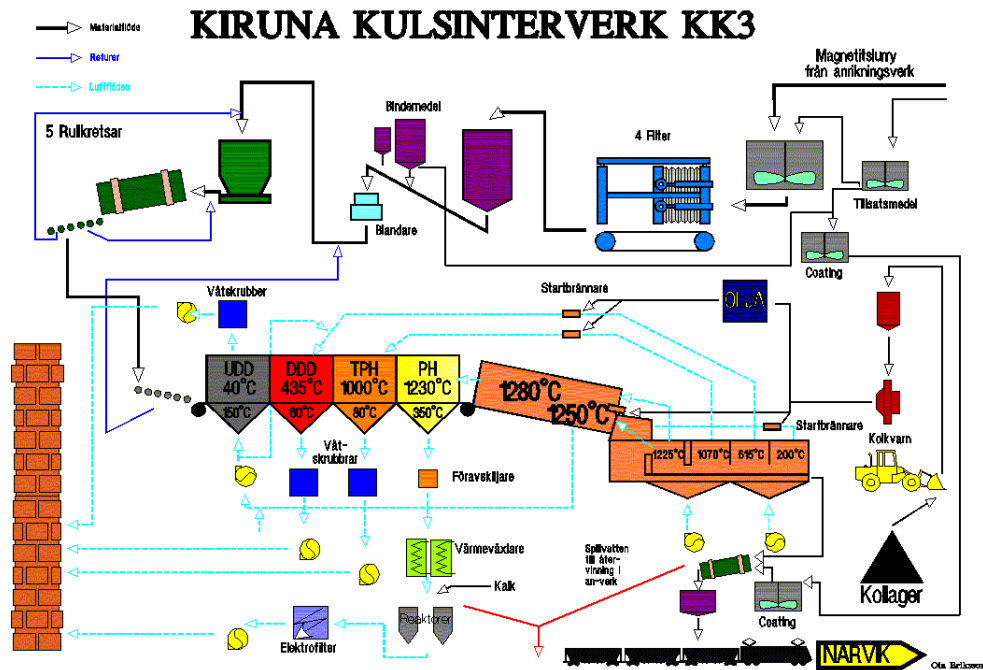 KIRUNA KULSINTERVERK KK3
Materialflöde
Returer
Luftflöden
Magnetitslurry
från anrikningsverk
Bindemedel
5 Rullkretsar
4 Filter
Blandare
Tillsatsmedel
Coating
Våtskrubber
Startbrännare
OLJA
UDD
40°C
150°C
DDD
435°C
60°C
TPH
1000°C
80°C
PH
1230°C
350°C
1280°C
1250°C
Startbrännare
1225°C
1070°C
615°C
200°C
Kolkvarn
Våt-
skrubbrar
Föravskiljare
Värmeväxlare
Spillvatten
till åter-
vinning i
an-verk
Kalk
Reaktorer
Elektrofilter
Coating
Kollager
NARVIK
Ola Eriksson